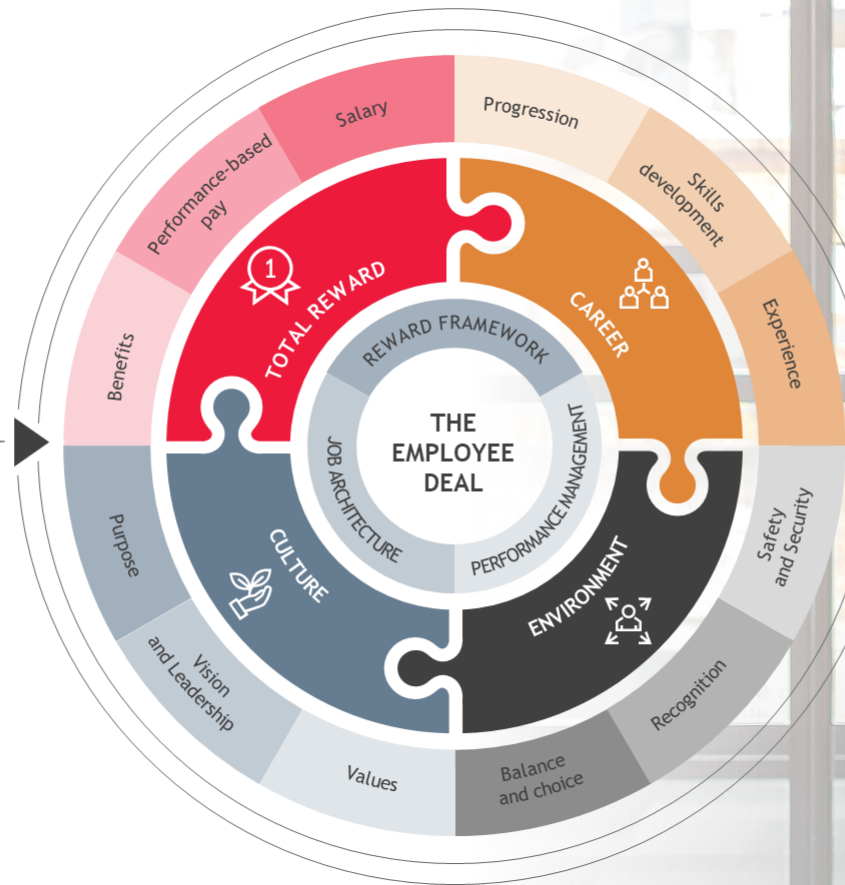 Salary
Progression
Performance-based
pay
Skills
development
Benefits
Experience
1
TOTAL REWARD
CAREER
REWARD FRAMEWORK
THE
EMPLOYEE
DEAL
JOB ARCHITECTURE
PERFORMANCE MANAGEMENT
CULTURE
ENVIRONMENT
Purpose
Safety
and Security
Vision
and Leadership
Recognition
Values
Balance
and choice